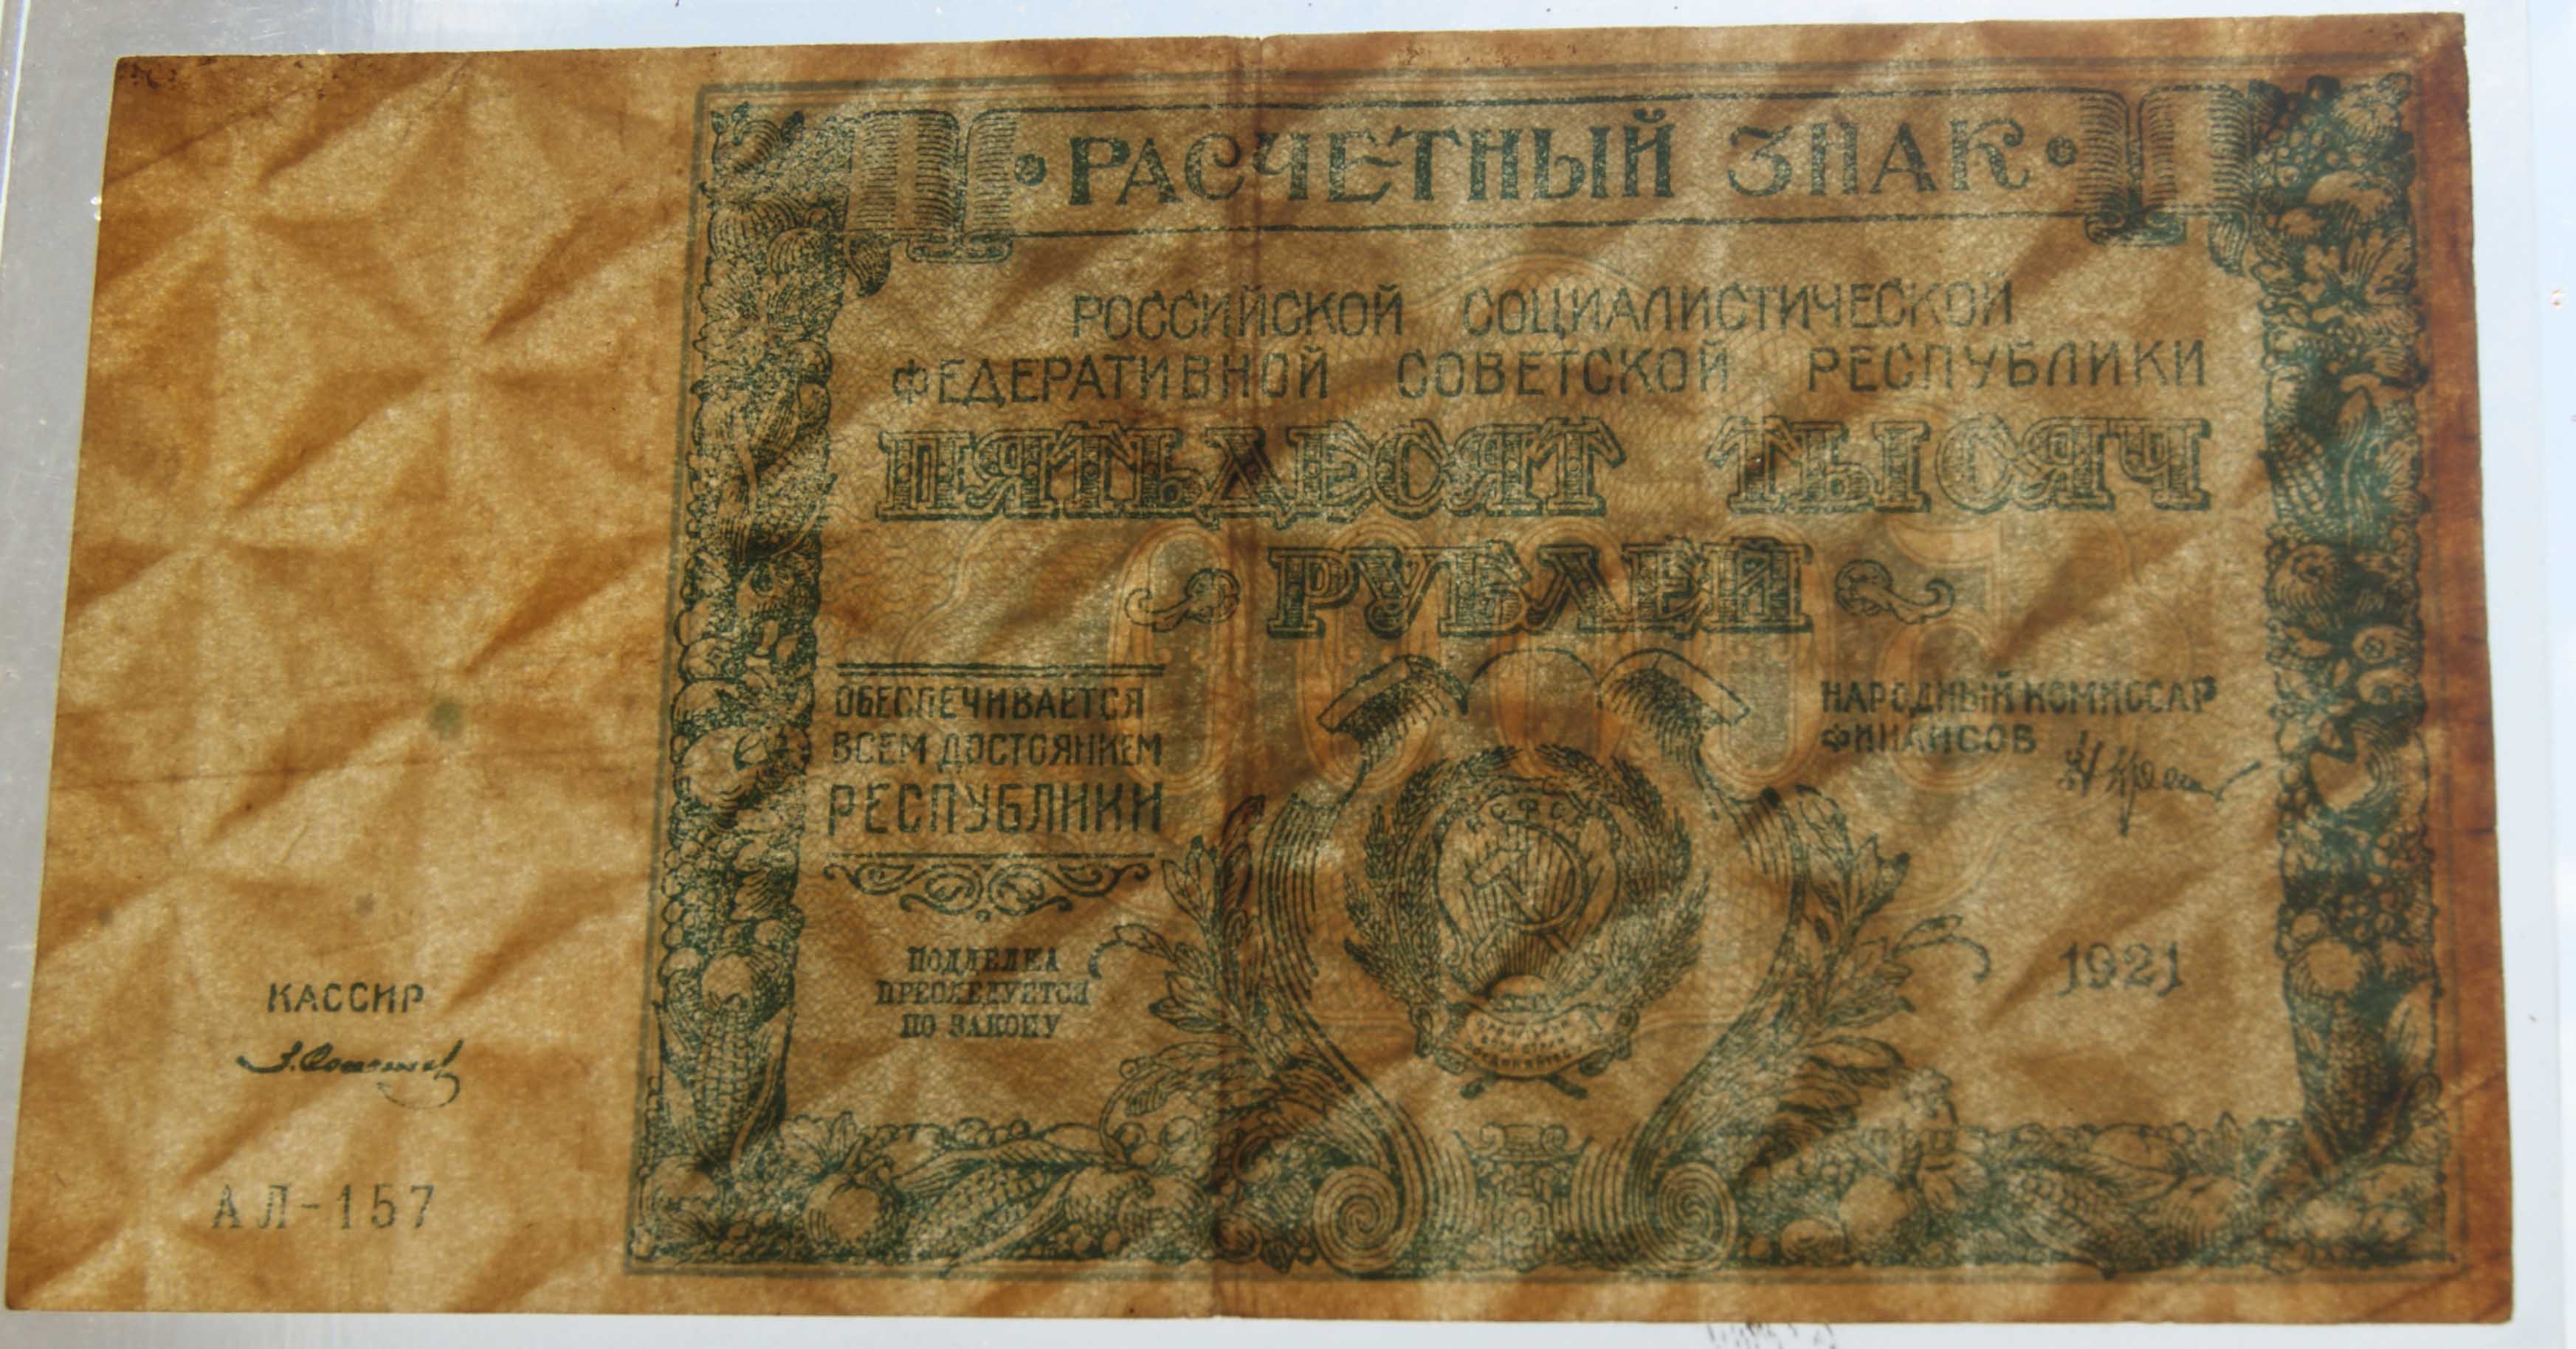 РАСЧЕТНЫЙ ЗНАК
РОССИЙСКОЙ СОЦИАЛИСТИЧЕСКОЙ
ФЕДЕРАТИВНОЙ СОВЕТСКОЙ РЕСПУБЛИКИ
ПЯТЬДЕСЯТ ТЫСЯЧ
РУБЛЕЙ
ОБЕСПЕЧИВАЕТСЯ
ВСЕМ ДОСТОЯНИЕМ
РЕСПУБЛИКИ
НАРОДНЫЙ КОМИССАР
ФИНАНСОВ
ПОДДЕЛКА
ПРЕСЛЕДУЕТСЯ
ПО ЗАКОНУ
1921
КАССИР
АЛ-157